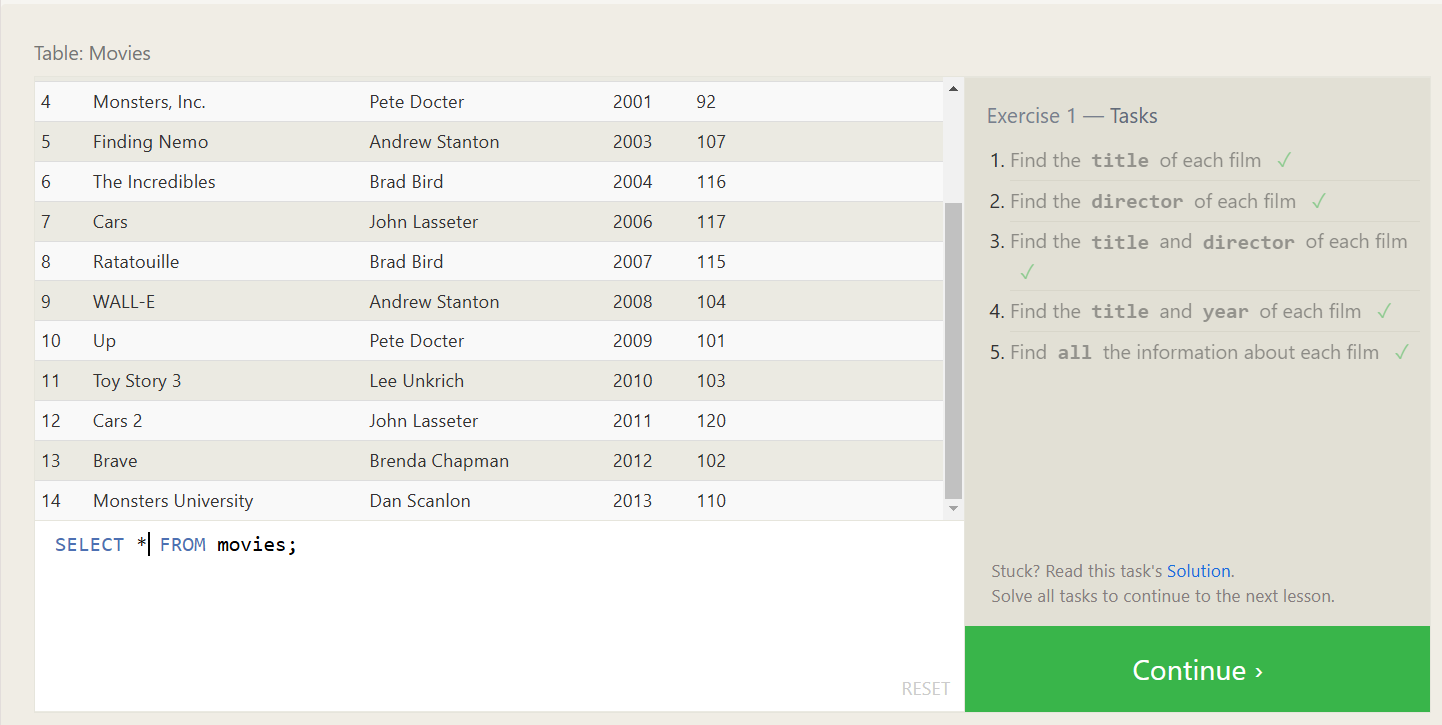 Table: Movies
4 Monsters, Inc. Pete Docter 2001 92
5 Finding Nemo Andrew Stanton 2003 107
6 The Incredibles Brad Bird 2004 116
7 Cars John Lasseter 2006 117
8 Ratatouille Brad Bird 2007 115
9 WALL-E Andrew Stanton 2008 104
10 Up Pete Docter 2009 101
11 Toy Story 3 Lee Unkrich 2010 103
12 Cars 2 John Lasseter 2011 120
13 Brave Brenda Chapman 2012 102
14 Monsters University Dan Scanlon 2013 110
SELECT * FROM movies;
RESET
Exercise 1 — Tasks
1. Find the title of each film ✓
2. Find the director of each film ✓
3. Find the title and director of each film
✓
4. Find the title and year of each film ✓
5. Find all the information about each film ✓
Stuck? Read this task's Solution.
Solve all tasks to continue to the next lesson.
Continue ›